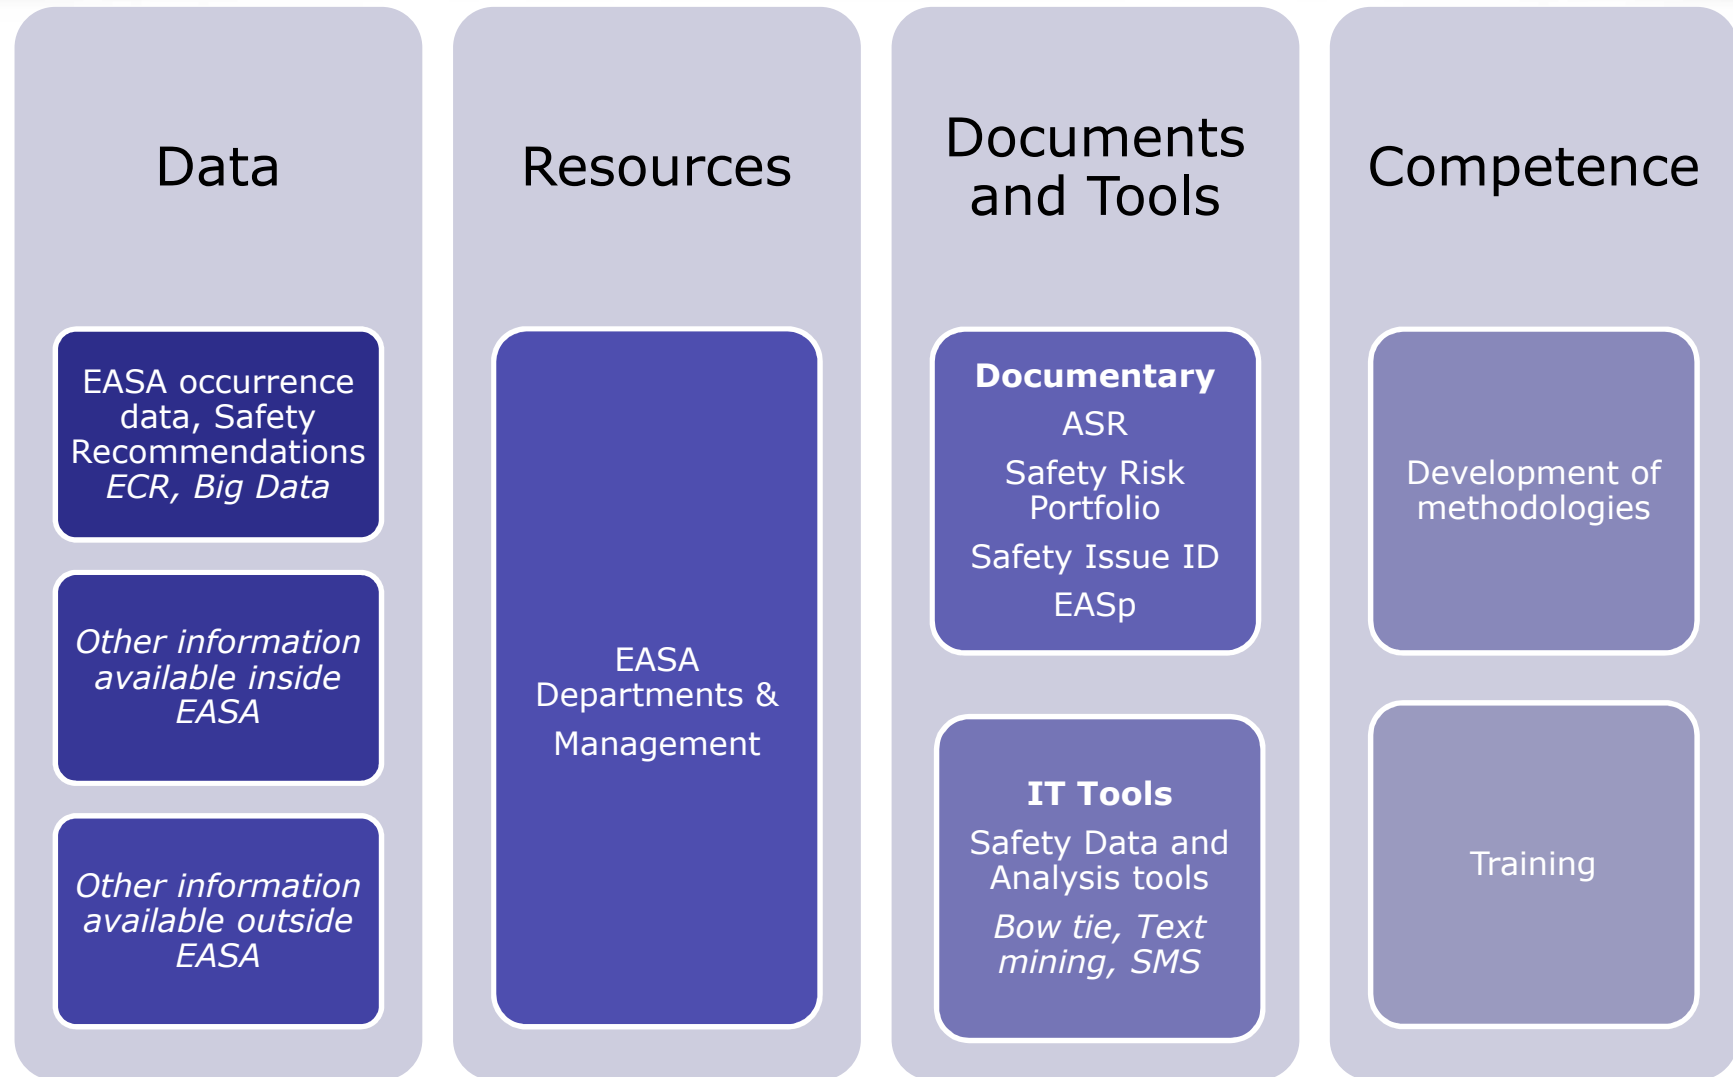 Data
EASA occurrence
data, Safety
Recommendations
ECR, Big Data
Other information
available inside
EASA
Other information
available outside
EASA
Resources
EASA
Departments &
Management
Documents
and Tools
Documentary
ASR
Safety Risk
Portfolio
Safety Issue ID
EASp
IT Tools
Safety Data and
Analysis tools
Bow tie, Text
mining, SMS
Competence
Development of
methodologies
Training